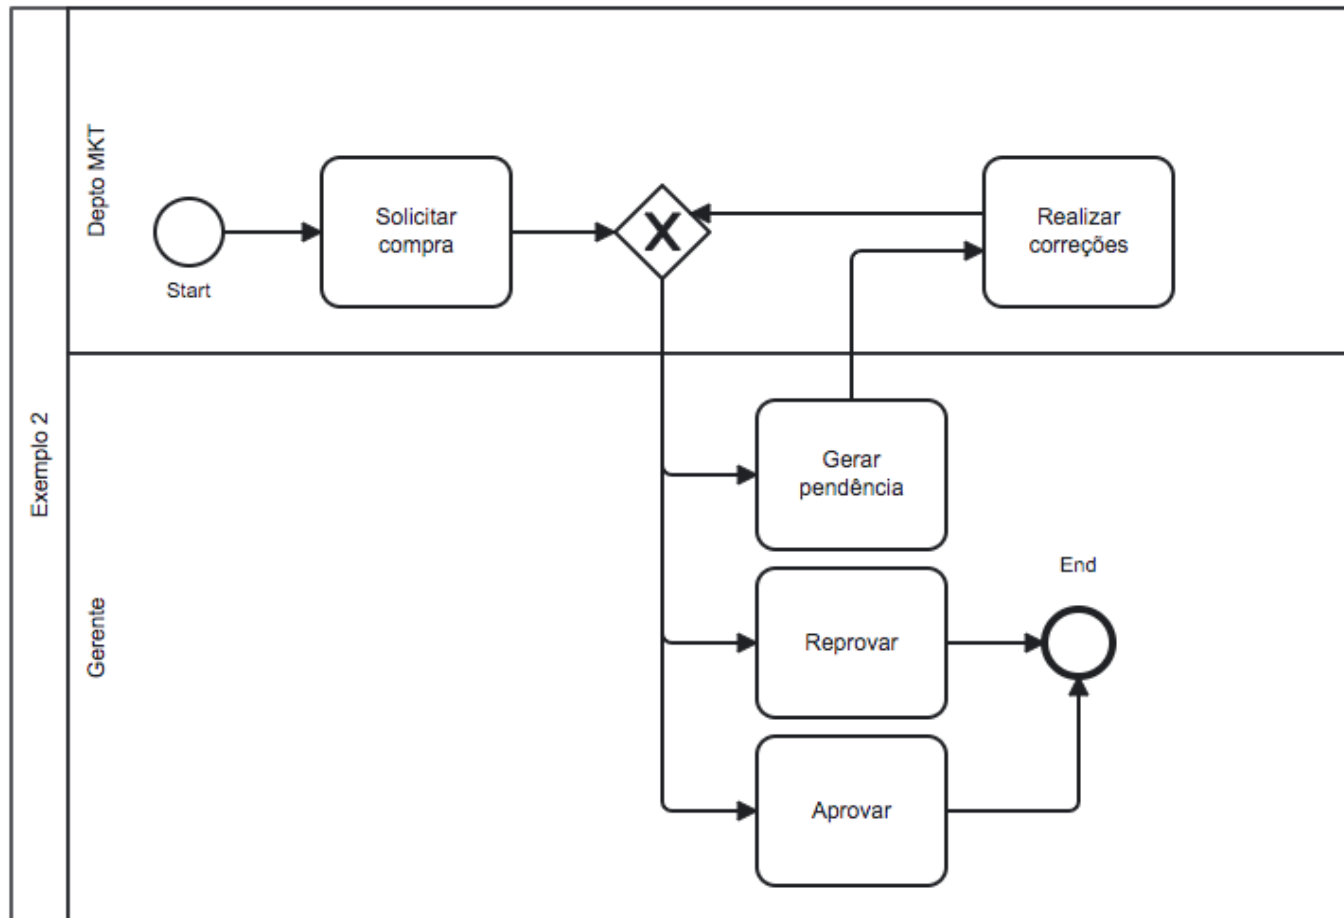 Exemplo 2
Depto MKT
Start
Solicitar
compra
X
Realizar
correções
Gerente
Gerar
pendência
Reprovar
Aprovar
End